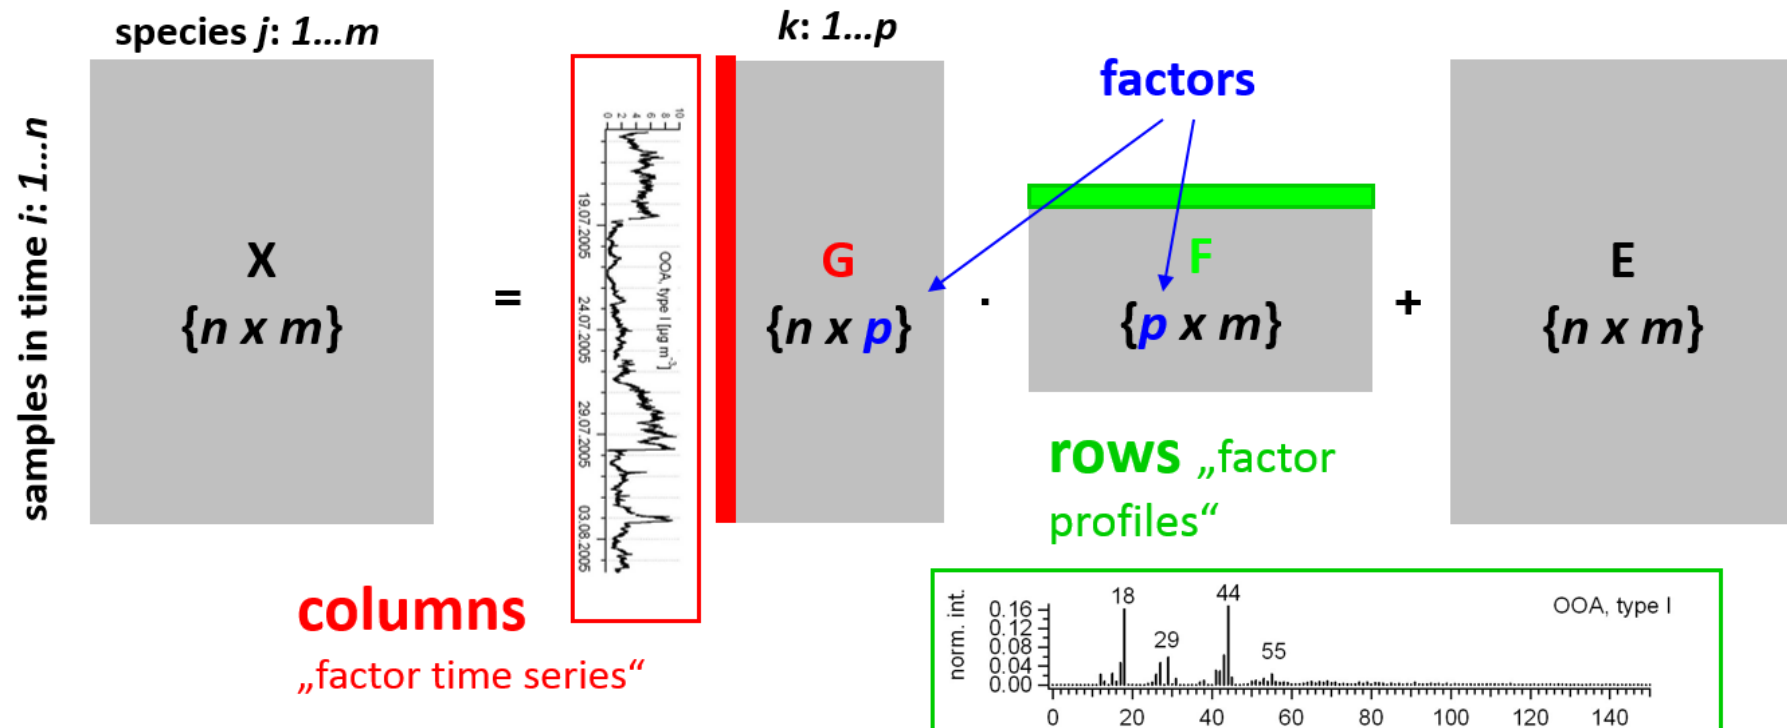 species j: 1...m
k: 1...p
samples in time i: 1...n
factors
X
{n x m}
=
0 2 4 6 8 10
19.07.2005
24.07.2005
29.07.2005
03.08.2005
OOA, type I [µg m⁻³]
G
{n x p}
·
F
{p x m}
+
E
{n x m}
columns
„factor time series“
rows „factor
profiles“
norm. int.
0.16
0.12
0.08
0.04
0.00
18
29
44
55
OOA, type I
0 20 40 60 80 100 120 140